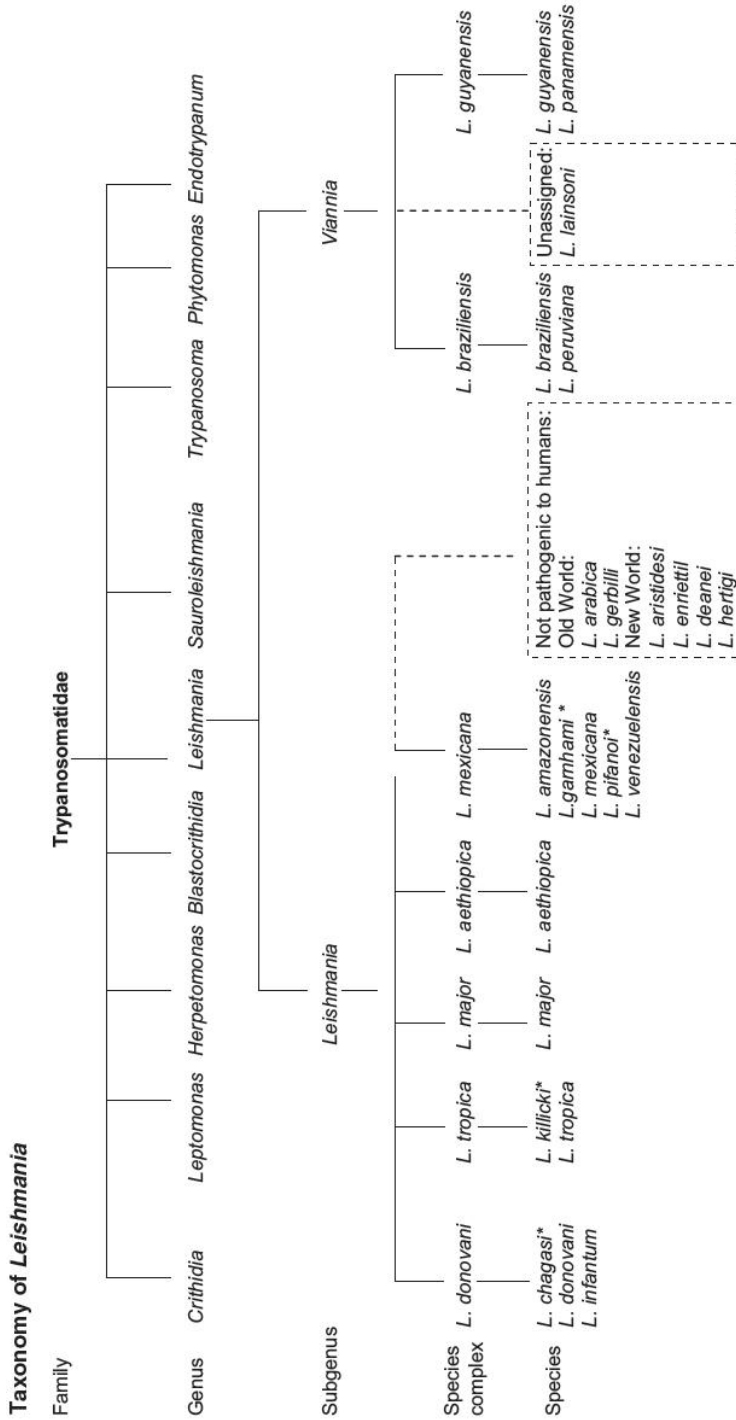 Taxonomy of Leishmania
Family
Trypanosomatidae
Genus
Crithidia
Leptomonas
Herpetomonas
Blastocrithidia
Leishmania
Sauroleishmania
Trypanosoma
Phytomonas
Endotrypanum
Subgenus
Leishmania
Viannia
Species
complex
L. donovani
L. tropica
L. major
L. aethiopica
L. mexicana
L. braziliensis
L. guyanensis
Species
L. chagasi*
L. donovani
L. infantum
L. killicki*
L. tropica
L. major
L. aethiopica
L. amazonensis
L.gamhami *
L. mexicana
L. pifanoi*
L. venezuelensis
Not pathogenic to humans:
Old World:
L. arabica
L. gerbilli
New World:
L. aristidesi
L. enriettil
L. deanei
L. hertigi
L. braziliensis
L. peruviana
Unassigned:
L. lainsoni
L. guyanensis
L. panamensis